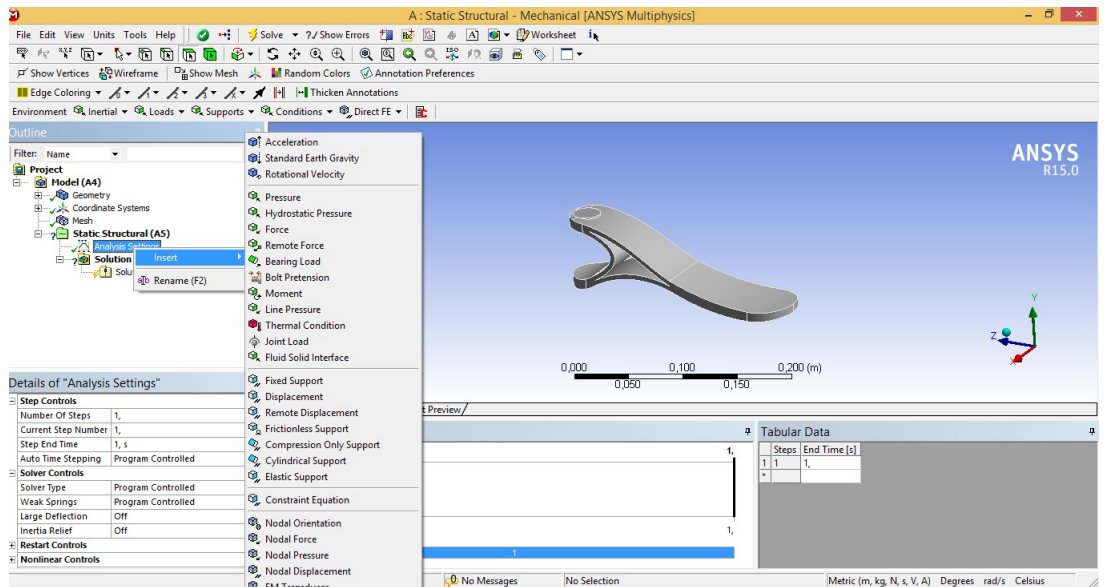 A : Static Structural - Mechanical [ANSYS Multiphysics]
File Edit View Units Tools Help Solve ?/ Show Errors Worksheet
Show Vertices Wireframe Show Mesh Random Colors Annotation Preferences
Edge Coloring Thicken Annotations
Environment Inertial Loads Supports Conditions Direct FE
Outline
Filter: Name
Project
Model (A4)
Geometry
Coordinate Systems
Mesh
Static Structural (A5)
Analysis Settings
Solution
Solu
Insert
Rename (F2)
Acceleration
Standard Earth Gravity
Rotational Velocity
Pressure
Hydrostatic Pressure
Force
Remote Force
Bearing Load
Bolt Pretension
Moment
Line Pressure
Thermal Condition
Joint Load
Fluid Solid Interface
Fixed Support
Displacement
Remote Displacement
Frictionless Support
Compression Only Support
Cylindrical Support
Elastic Support
Constraint Equation
Nodal Orientation
Nodal Force
Nodal Pressure
Nodal Displacement
EM Transducer
ANSYS
R15.0
Y
Z
X
0,000 0,100 0,200 (m)
0,050 0,150
t Preview
Details of "Analysis Settings"
Step Controls
Number Of Steps 1,
Current Step Number 1,
Step End Time 1, s
Auto Time Stepping Program Controlled
Solver Controls
Solver Type Program Controlled
Weak Springs Program Controlled
Large Deflection Off
Inertia Relief Off
Restart Controls
Nonlinear Controls
1,
1,
1
Tabular Data
Steps End Time [s]
1 1 1,
*
0 No Messages No Selection Metric (m, kg, N, s, V, A) Degrees rad/s Celsius